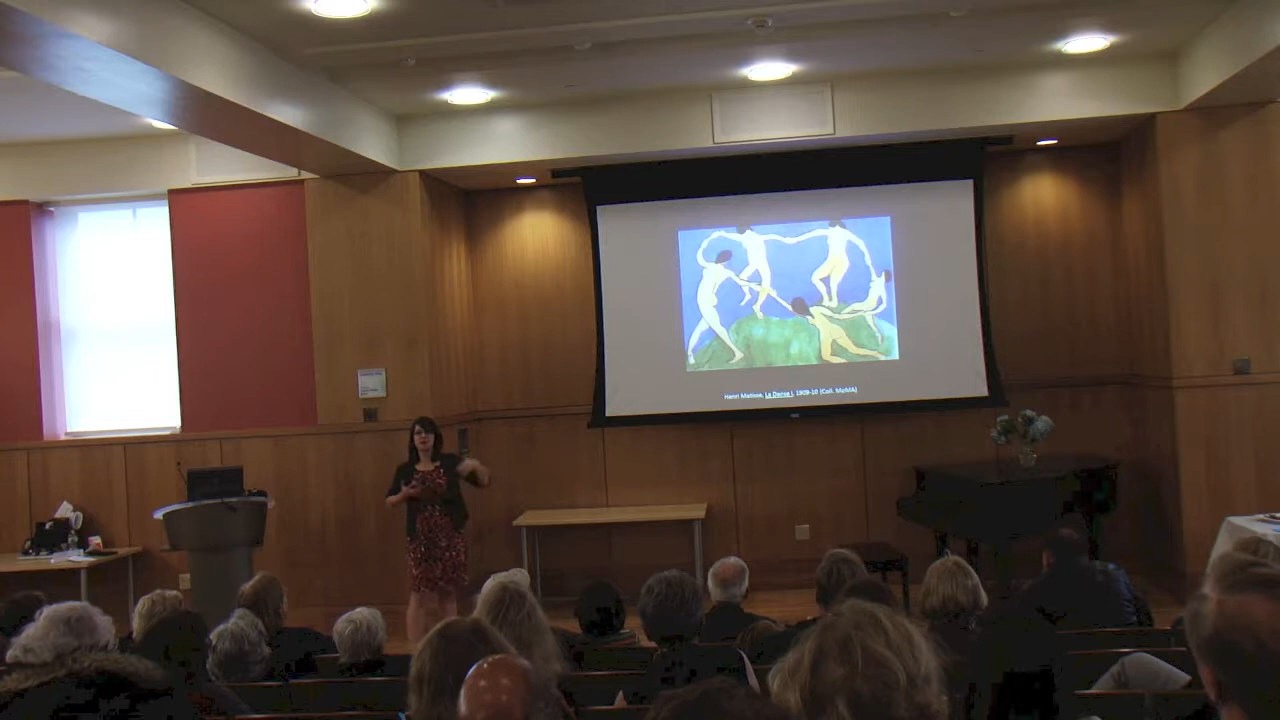 Henri Matisse, La Danse I, 1909-10 (Coll. MoMA)